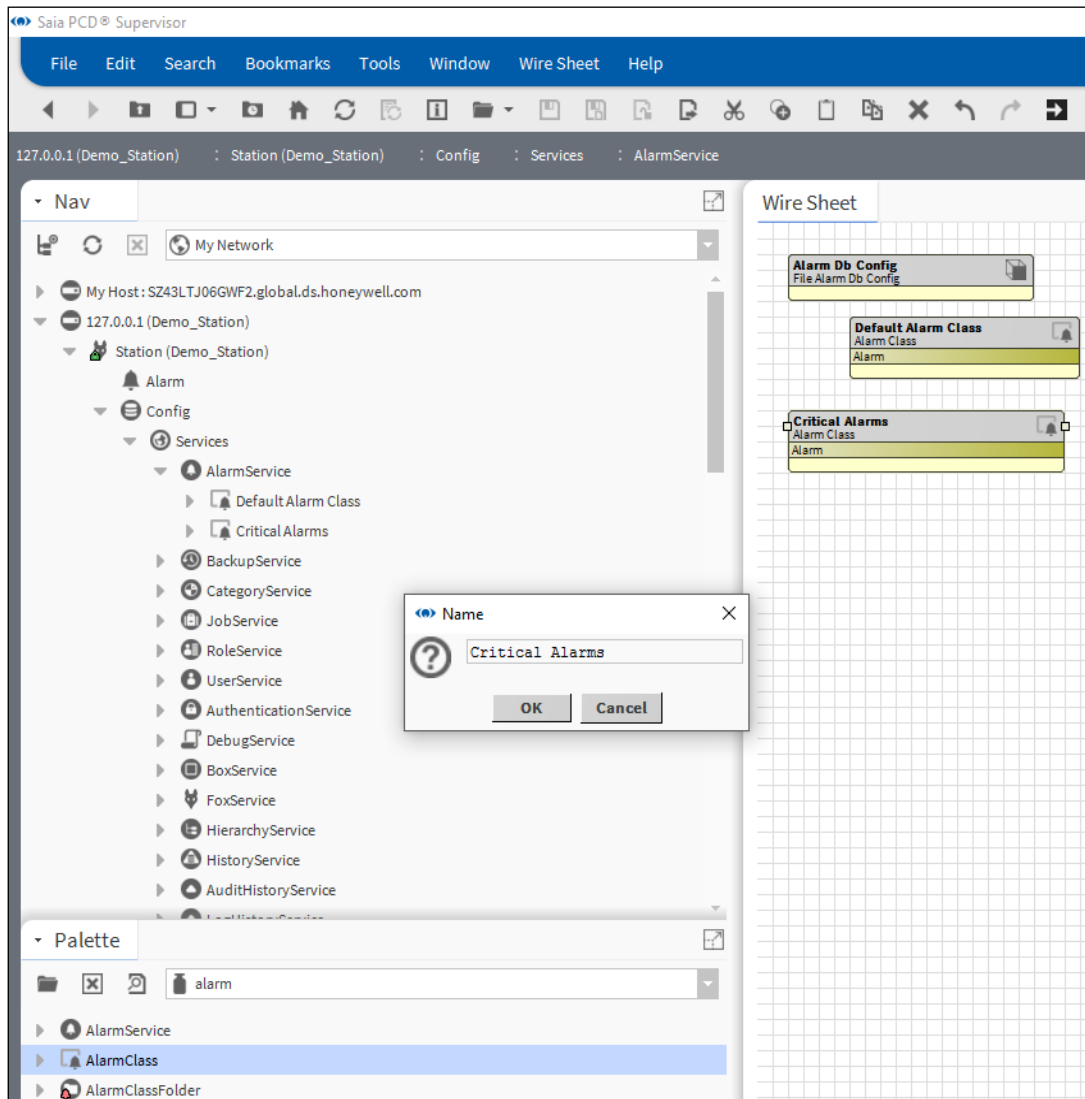 Saia PCD® Supervisor
File Edit Search Bookmarks Tools Window Wire Sheet Help
127.0.0.1 (Demo_Station) : Station (Demo_Station) : Config : Services : AlarmService
Nav
My Network
My Host : SZ43LTJ06GWF2.global.ds.honeywell.com
127.0.0.1 (Demo_Station)
Station (Demo_Station)
Alarm
Config
Services
AlarmService
Default Alarm Class
Critical Alarms
BackupService
CategoryService
JobService
RoleService
UserService
AuthenticationService
DebugService
BoxService
FoxService
HierarchyService
HistoryService
AuditHistoryService
Palette
alarm
AlarmService
AlarmClass
AlarmClassFolder
Wire Sheet
Alarm Db Config
File Alarm Db Config
Default Alarm Class
Alarm Class
Alarm
Critical Alarms
Alarm Class
Alarm
Name
Critical Alarms
OK Cancel